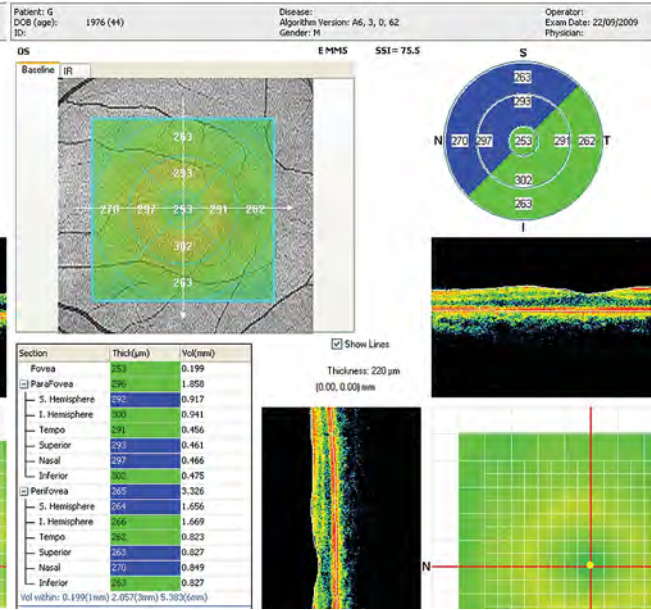 Patient: G
Disease:
Operator:
DOB (age): 1976 (44)
Algorithm Version: A6, 3, 0, 62
Exam Date: 22/09/2009
ID:
Gender: M
Physician:
OS
E MM5 SSI= 75.5
Baseline IR
263
293
270 297 253 291 262
302
263
S
263
293
N 270 297 253 291 262 T
302
263
I
Show Lines
Thickness: 220 μm
(0.00, 0.00) mm
Section Thick(μm) Vol(mmi)
Fovea 253 0.199
ParaFovea 296 1.858
S. Hemisphere 292 0.917
I. Hemisphere 300 0.941
Tempo 291 0.456
Superior 293 0.461
Nasal 297 0.466
Inferior 302 0.475
Perifovea 265 3.326
S. Hemisphere 264 1.656
I. Hemisphere 266 1.669
Tempo 262 0.823
Superior 263 0.827
Nasal 270 0.849
Inferior 263 0.827
Vol within: 0.199(1mm) 2.057(3mm) 5.383(6mm)
N